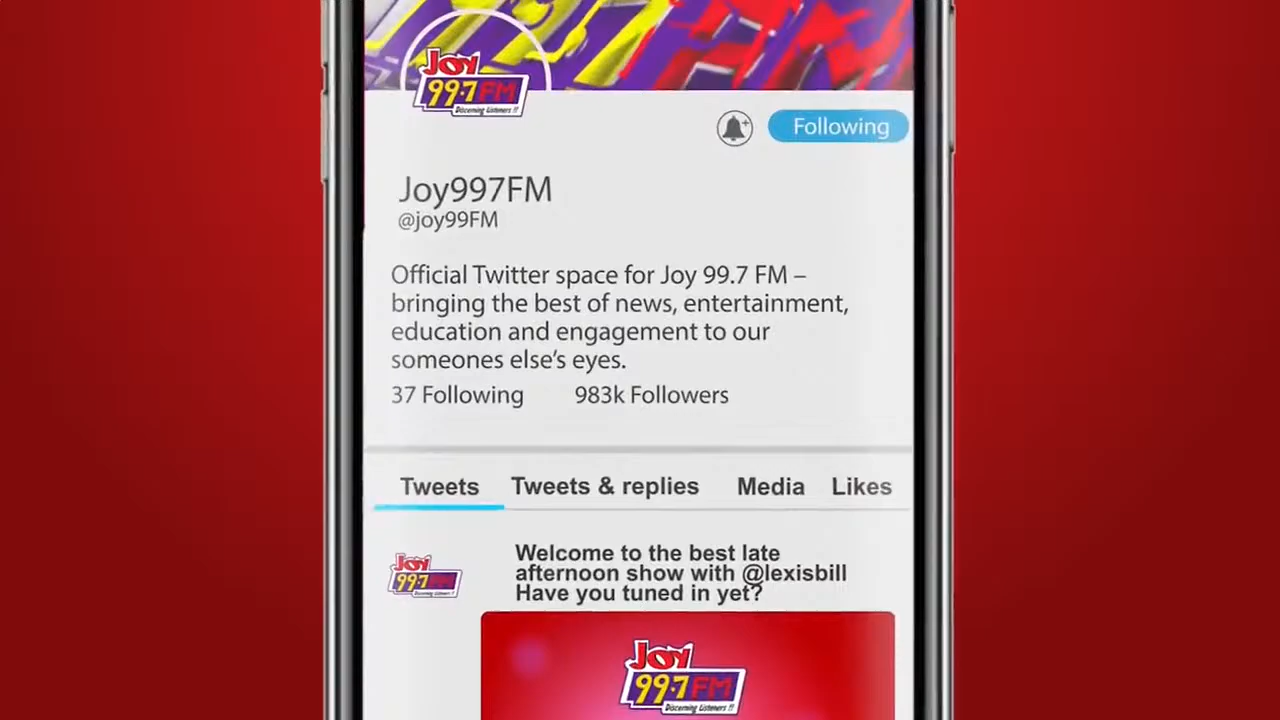 Joy
99.7 FM
Discerning Listeners !!
Following
Joy997FM
@joy99FM
Official Twitter space for Joy 99.7 FM –
bringing the best of news, entertainment,
education and engagement to our
someones else’s eyes.
37 Following 983k Followers
Tweets Tweets & replies Media Likes
Joy
99.7 FM
Discerning Listeners !!
Welcome to the best late
afternoon show with @lexisbill
Have you tuned in yet?
Joy
99.7 FM
Discerning Listeners !!